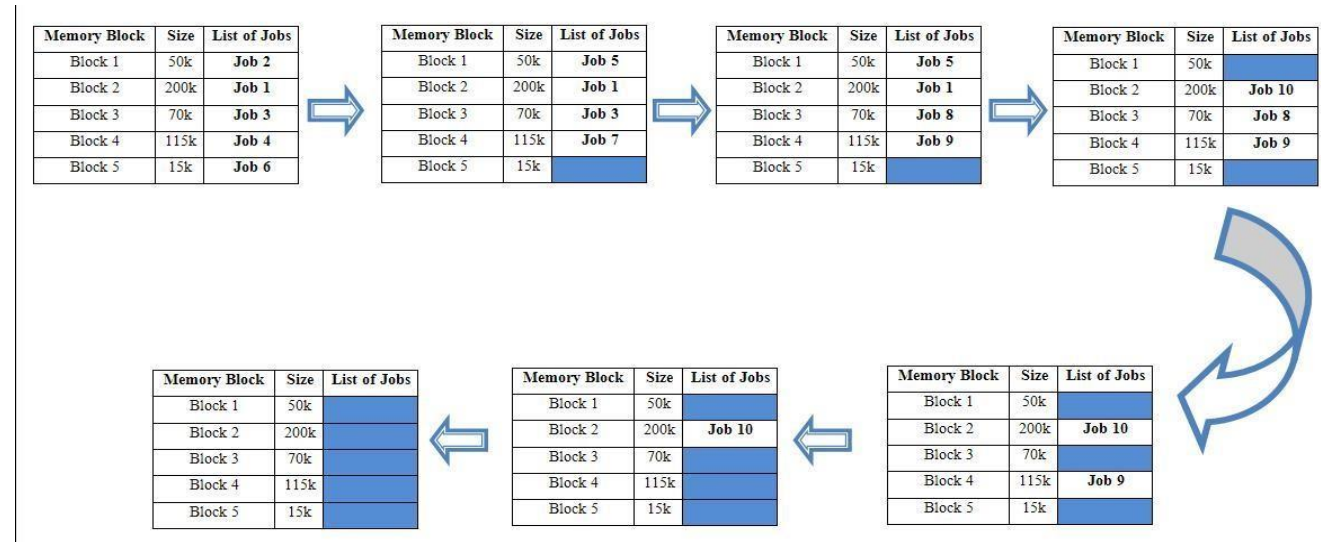 Memory Block Size List of Jobs
Block 1 50k Job 2
Block 2 200k Job 1
Block 3 70k Job 3
Block 4 115k Job 4
Block 5 15k Job 6
Memory Block Size List of Jobs
Block 1 50k Job 5
Block 2 200k Job 1
Block 3 70k Job 3
Block 4 115k Job 7
Block 5 15k
Memory Block Size List of Jobs
Block 1 50k Job 5
Block 2 200k Job 1
Block 3 70k Job 8
Block 4 115k Job 9
Block 5 15k
Memory Block Size List of Jobs
Block 1 50k
Block 2 200k Job 10
Block 3 70k Job 8
Block 4 115k Job 9
Block 5 15k
Memory Block Size List of Jobs
Block 1 50k
Block 2 200k
Block 3 70k
Block 4 115k
Block 5 15k
Memory Block Size List of Jobs
Block 1 50k
Block 2 200k Job 10
Block 3 70k
Block 4 115k
Block 5 15k
Memory Block Size List of Jobs
Block 1 50k
Block 2 200k Job 10
Block 3 70k
Block 4 115k Job 9
Block 5 15k